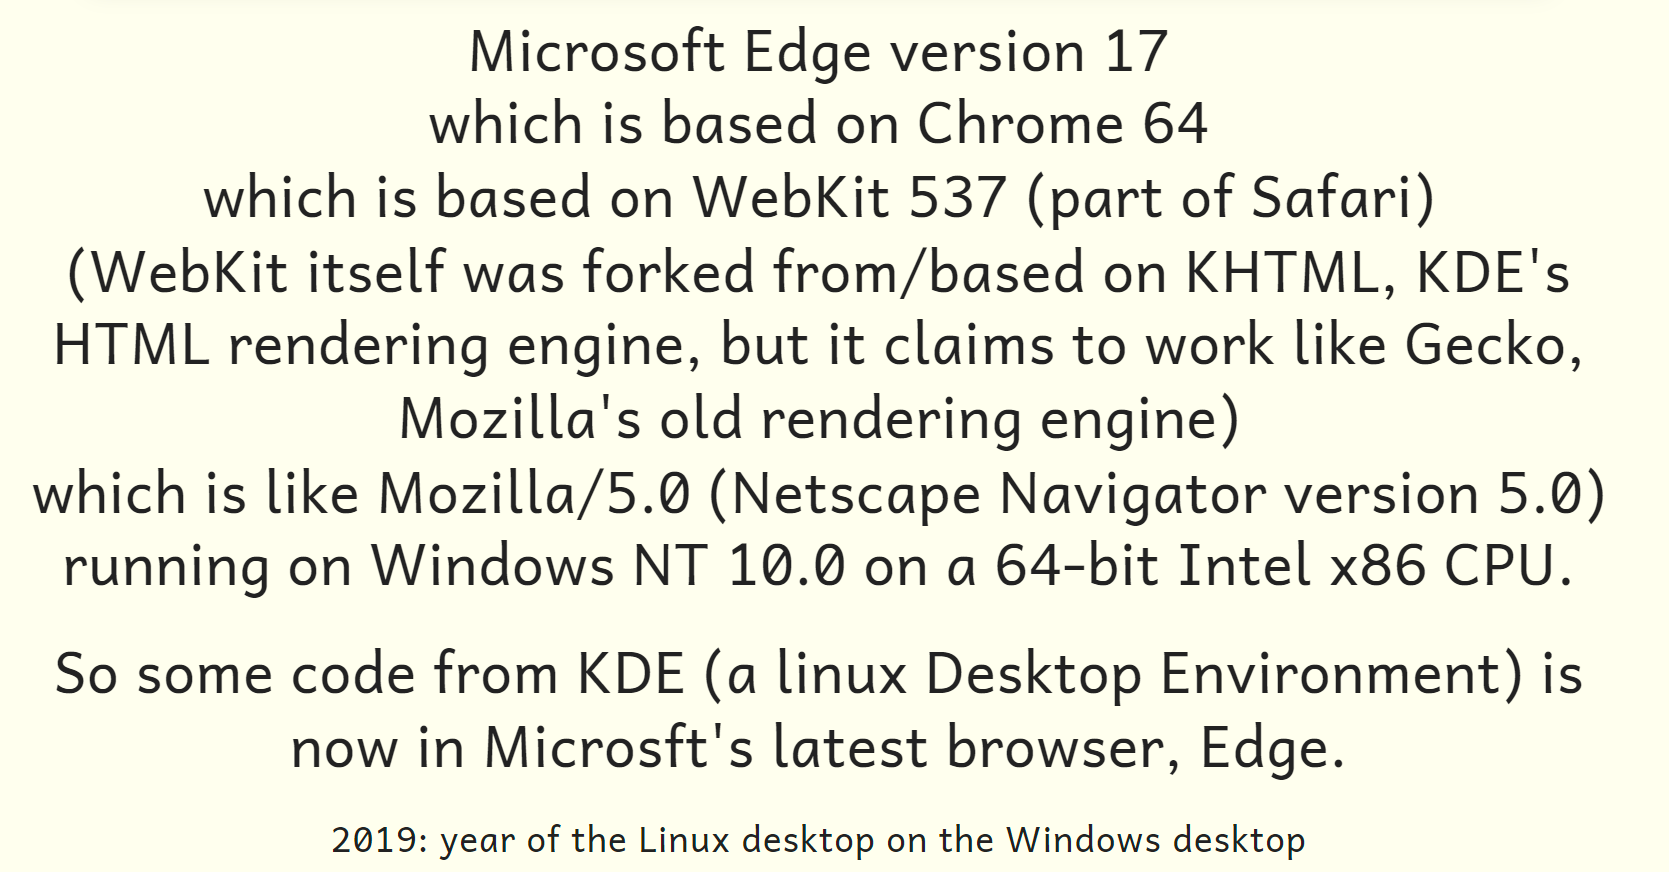 Microsoft Edge version 17
which is based on Chrome 64
which is based on WebKit 537 (part of Safari)
(WebKit itself was forked from/based on KHTML, KDE's
HTML rendering engine, but it claims to work like Gecko,
Mozilla's old rendering engine)
which is like Mozilla/5.0 (Netscape Navigator version 5.0)
running on Windows NT 10.0 on a 64-bit Intel x86 CPU.
So some code from KDE (a linux Desktop Environment) is
now in Microsft's latest browser, Edge.
2019: year of the Linux desktop on the Windows desktop